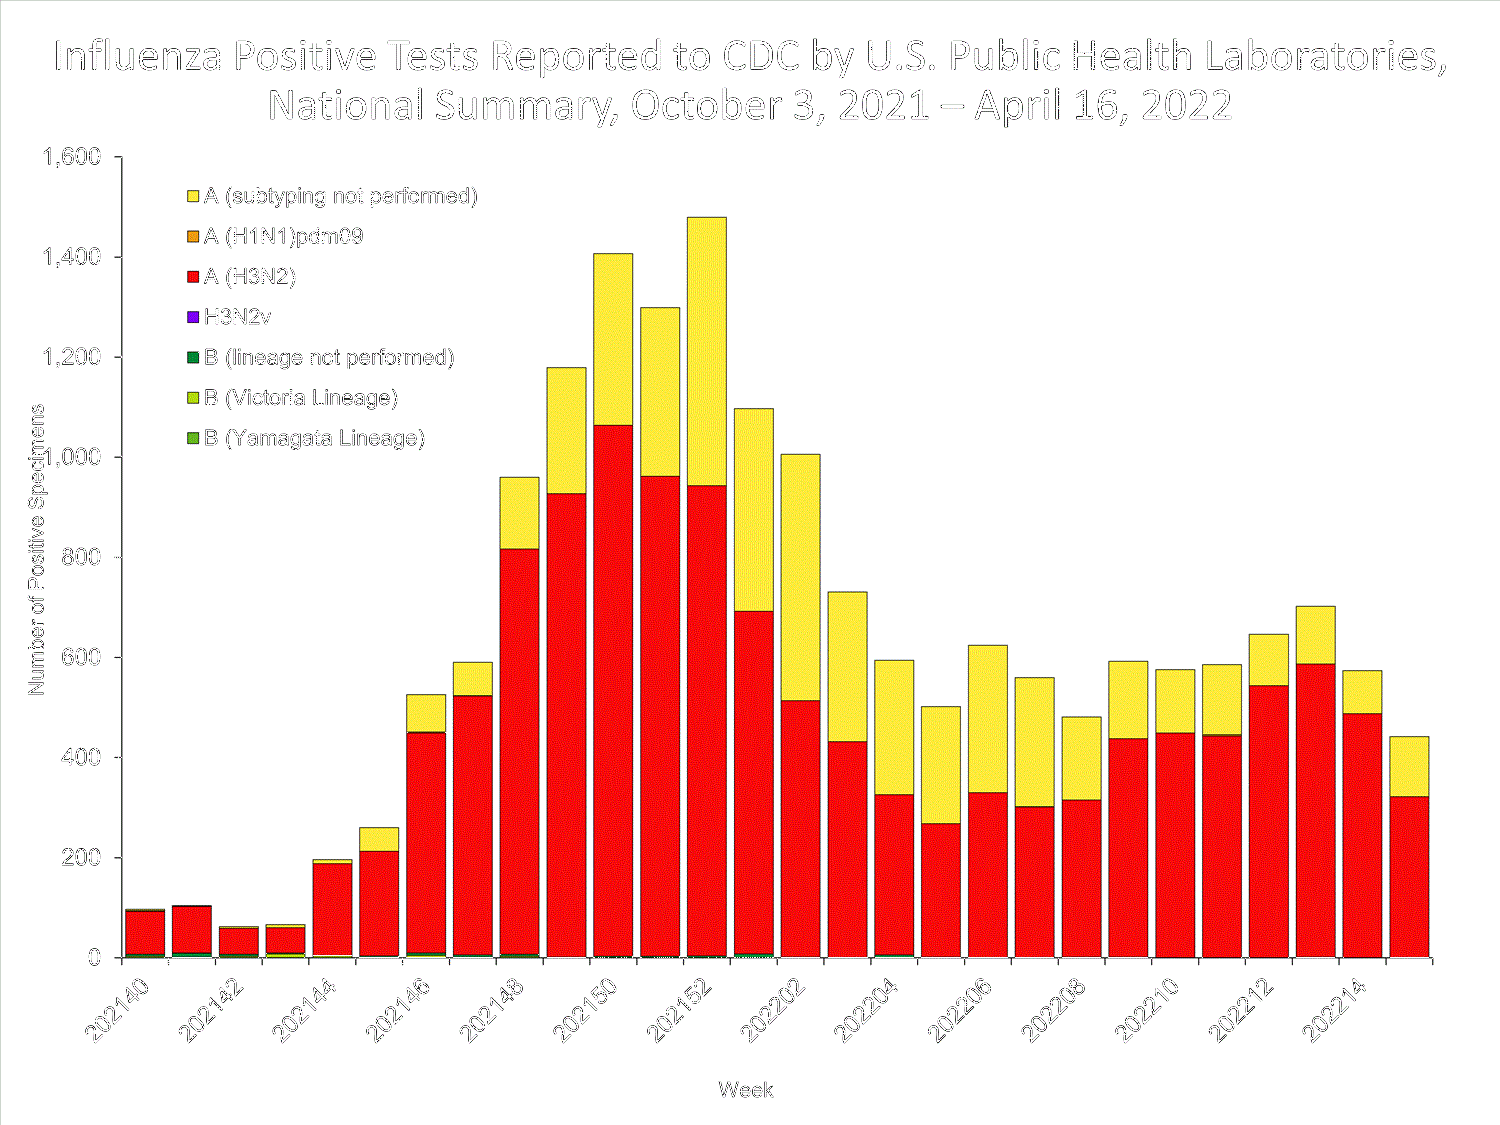 Influenza Positive Tests Reported to CDC by U.S. Public Health Laboratories,
National Summary, October 3, 2021 – April 16, 2022
1,600
1,400
1,200
1,000
800
600
400
200
0
Number of Positive Specimens
A (subtyping not performed)
A (H1N1)pdm09
A (H3N2)
H3N2v
B (lineage not performed)
B (Victoria Lineage)
B (Yamagata Lineage)
202140
202142
202144
202146
202148
202150
202152
202202
202204
202206
202208
202210
202212
202214
Week